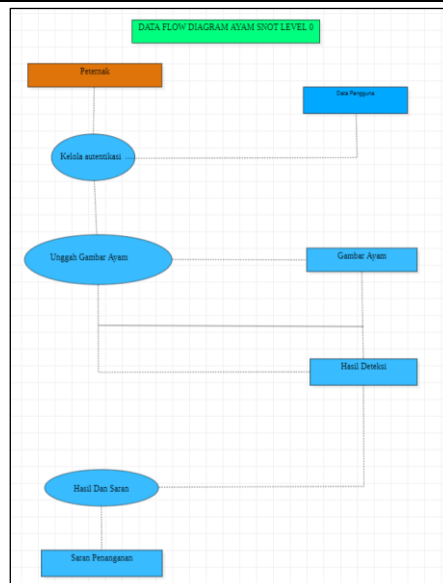 DATA FLOW DIAGRAM AYAM SNOT LEVEL 0
Peternak
Data Pengguna
Kelola autentikasi
Unggah Gambar Ayam
Gambar Ayam
Hasil Deteksi
Hasil Dan Saran
Saran Penanganan